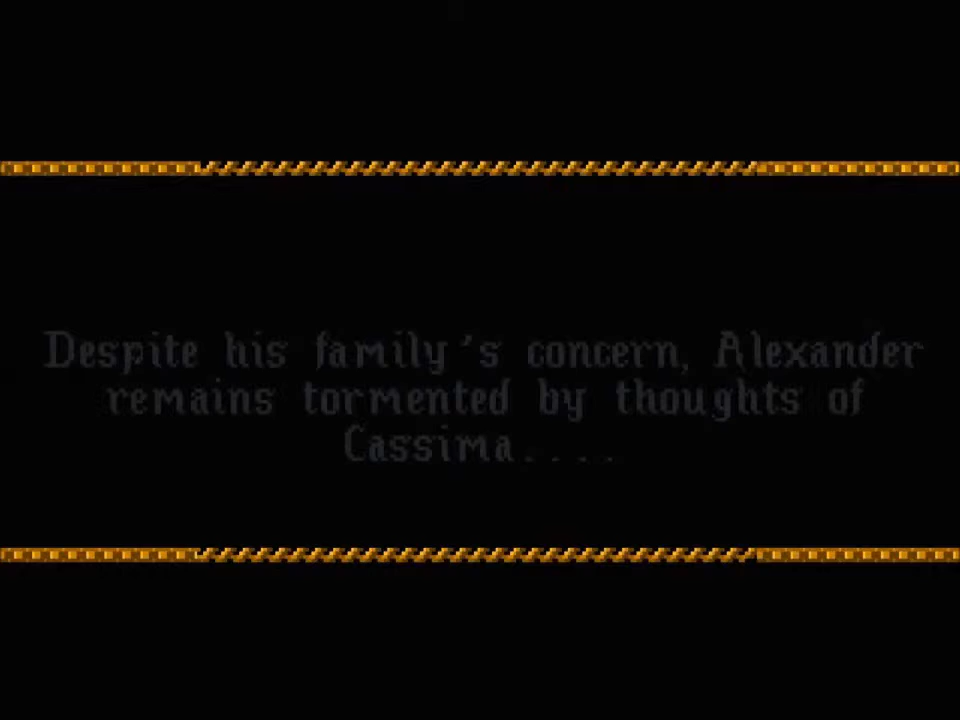 Despite his family's concern, Alexander
remains tormented by thoughts of
Cassima....